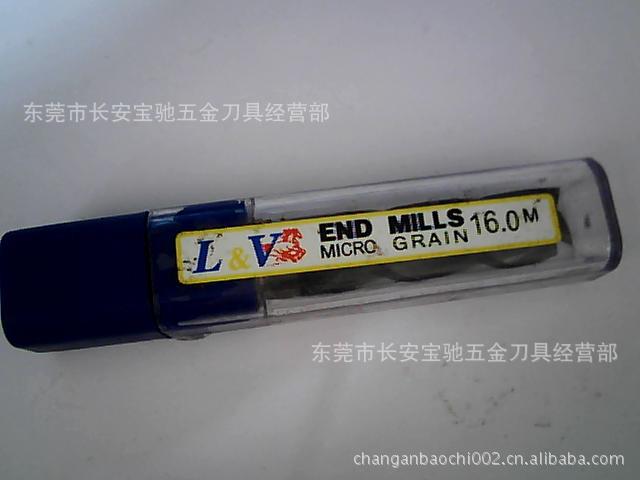 东莞市长安宝驰五金刀具经营部
L & V END MILLS 16.0M
MICRO GRAIN
东莞市长安宝驰五金刀具经营部
changanbaochi002.cn.alibaba.com